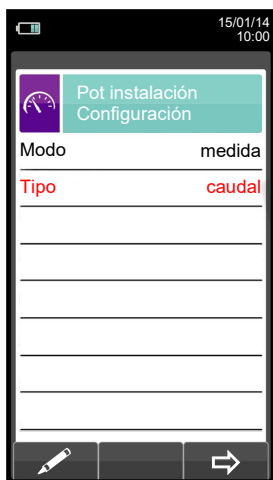 15/01/14
10:00
Pot instalación
Configuración
Modo medida
Tipo caudal